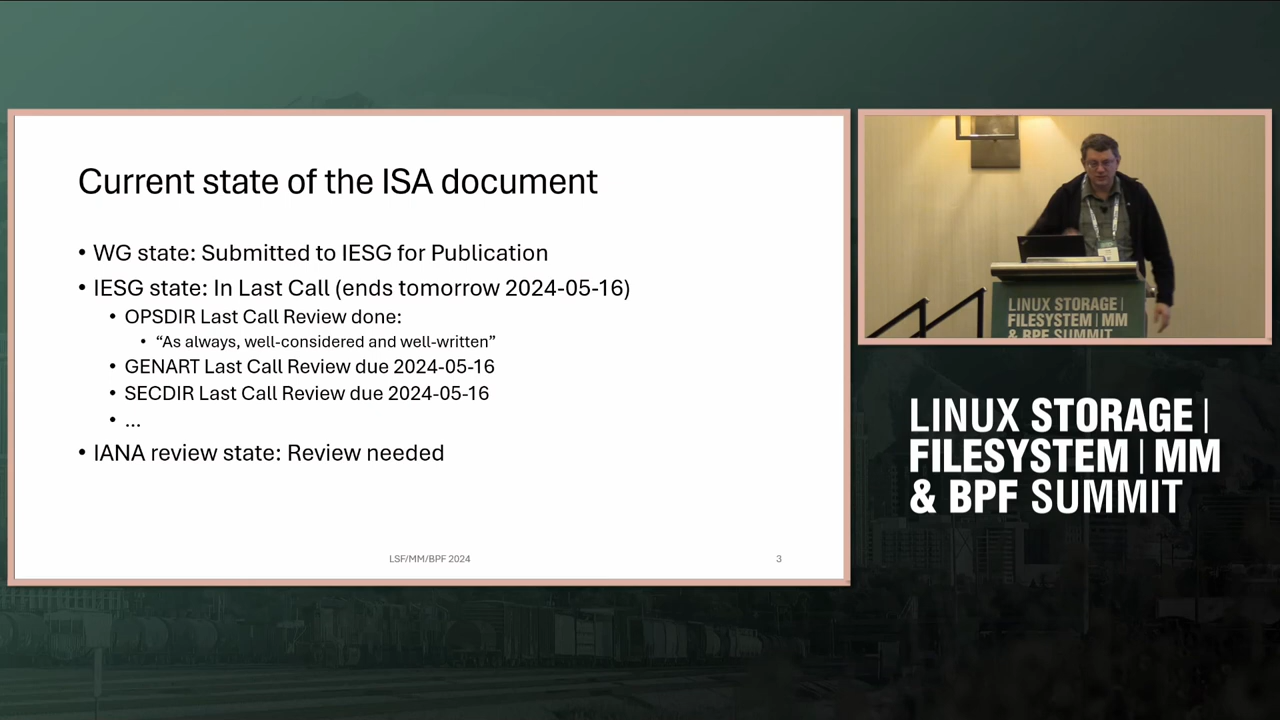 Current state of the ISA document
• WG state: Submitted to IESG for Publication
• IESG state: In Last Call (ends tomorrow 2024-05-16)
• OPSDIR Last Call Review done:
• “As always, well-considered and well-written”
• GENART Last Call Review due 2024-05-16
• SECDIR Last Call Review due 2024-05-16
• ...
• IANA review state: Review needed
LSF/MM/BPF 2024
3
LINUX STORAGE |
FILESYSTEM | MM
& BPF SUMMIT
LINUX STORAGE |
FILESYSTEM | MM
& BPF SUMMIT